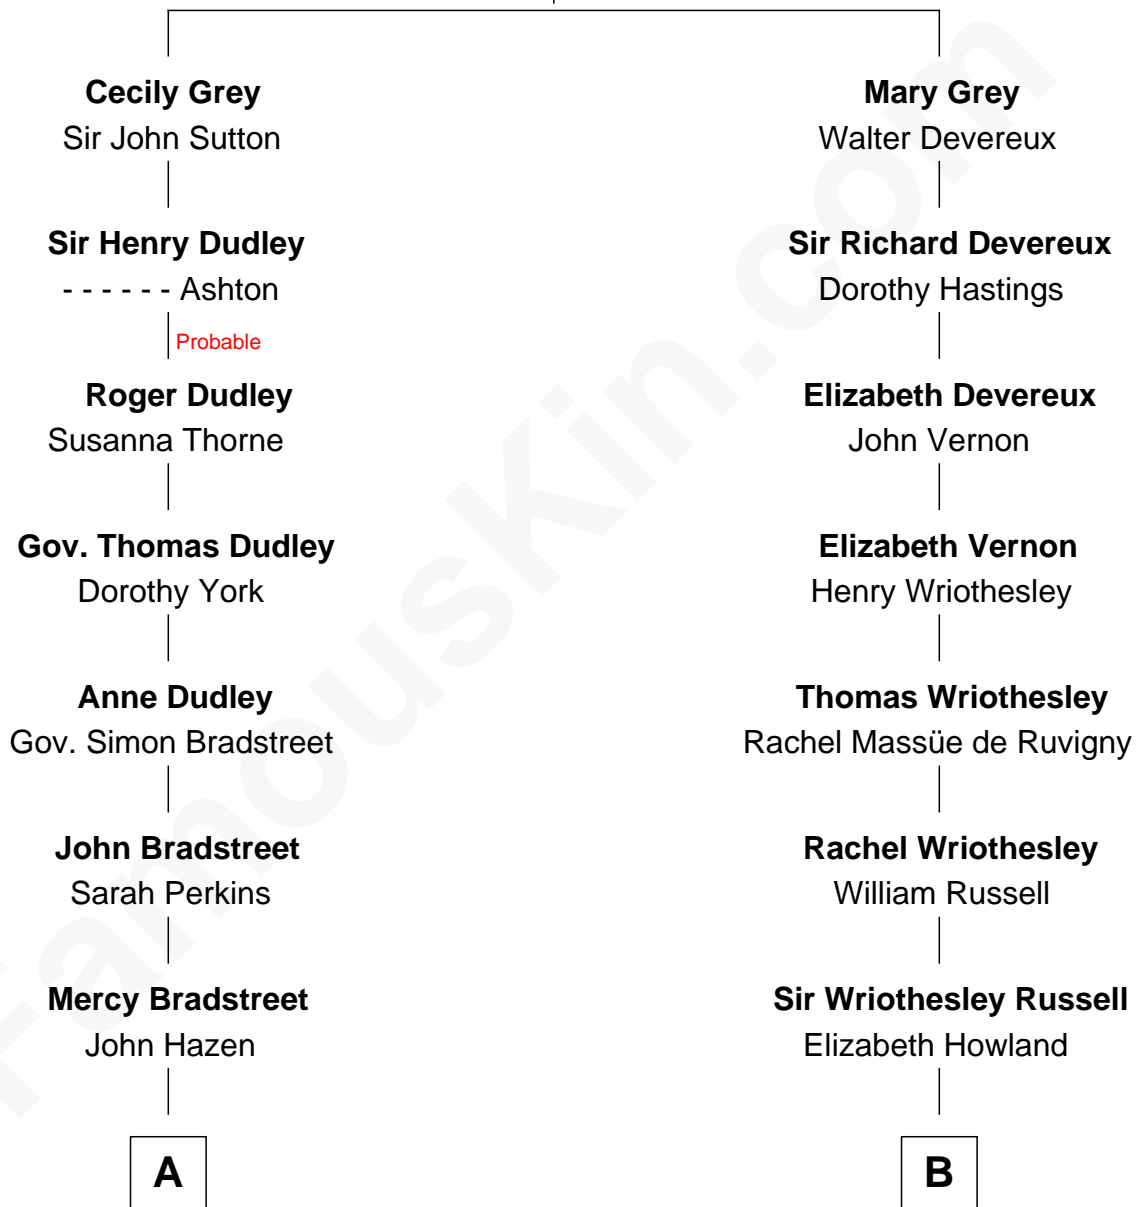 Cecily Grey
Sir John Sutton
Mary Grey
Walter Devereux
Sir Henry Dudley
- - - - - - Ashton
Sir Richard Devereux
Dorothy Hastings
Probable
Roger Dudley
Susanna Thorne
Elizabeth Devereux
John Vernon
Gov. Thomas Dudley
Dorothy York
Elizabeth Vernon
Henry Wriothesley
Anne Dudley
Gov. Simon Bradstreet
Thomas Wriothesley
Rachel Massüe de Ruvigny
John Bradstreet
Sarah Perkins
Rachel Wriothesley
William Russell
Mercy Bradstreet
John Hazen
Sir Wriothesley Russell
Elizabeth Howland
A
B
FamousKin.com